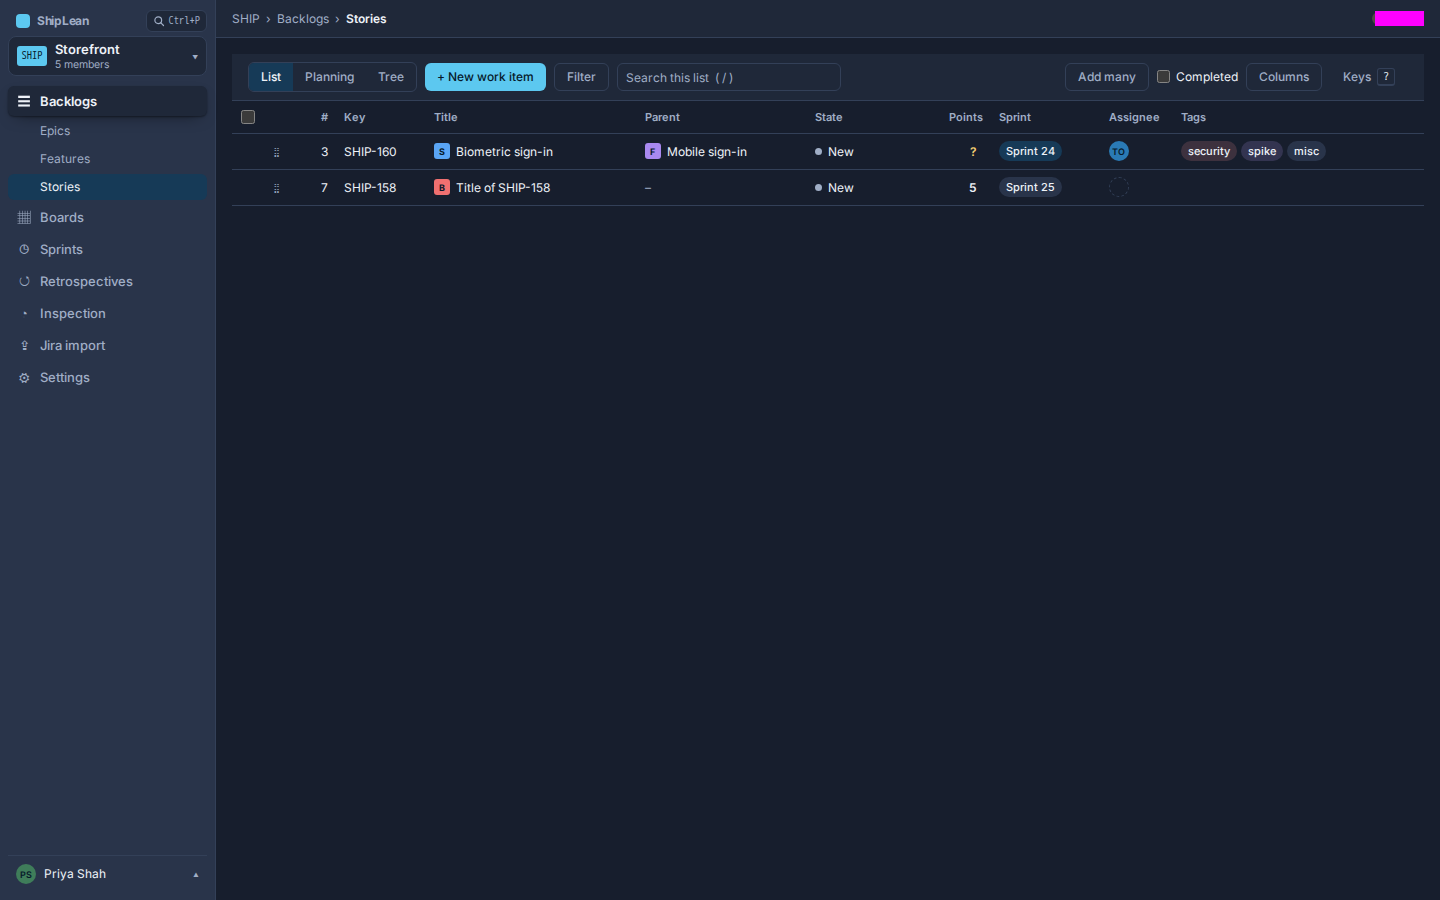 ShipLean
Ctrl+P
SHIP
Storefront
5 members
Backlogs
Epics
Features
Stories
Boards
Sprints
Retrospectives
Inspection
Jira import
Settings
PS Priya Shah
SHIP › Backlogs › Stories
List Planning Tree + New work item Filter Search this list ( / ) Add many Completed Columns Keys ?
# Key Title Parent State Points Sprint Assignee Tags
3 SHIP-160 S Biometric sign-in F Mobile sign-in New ? Sprint 24 TO security spike misc
7 SHIP-158 B Title of SHIP-158 – New 5 Sprint 25